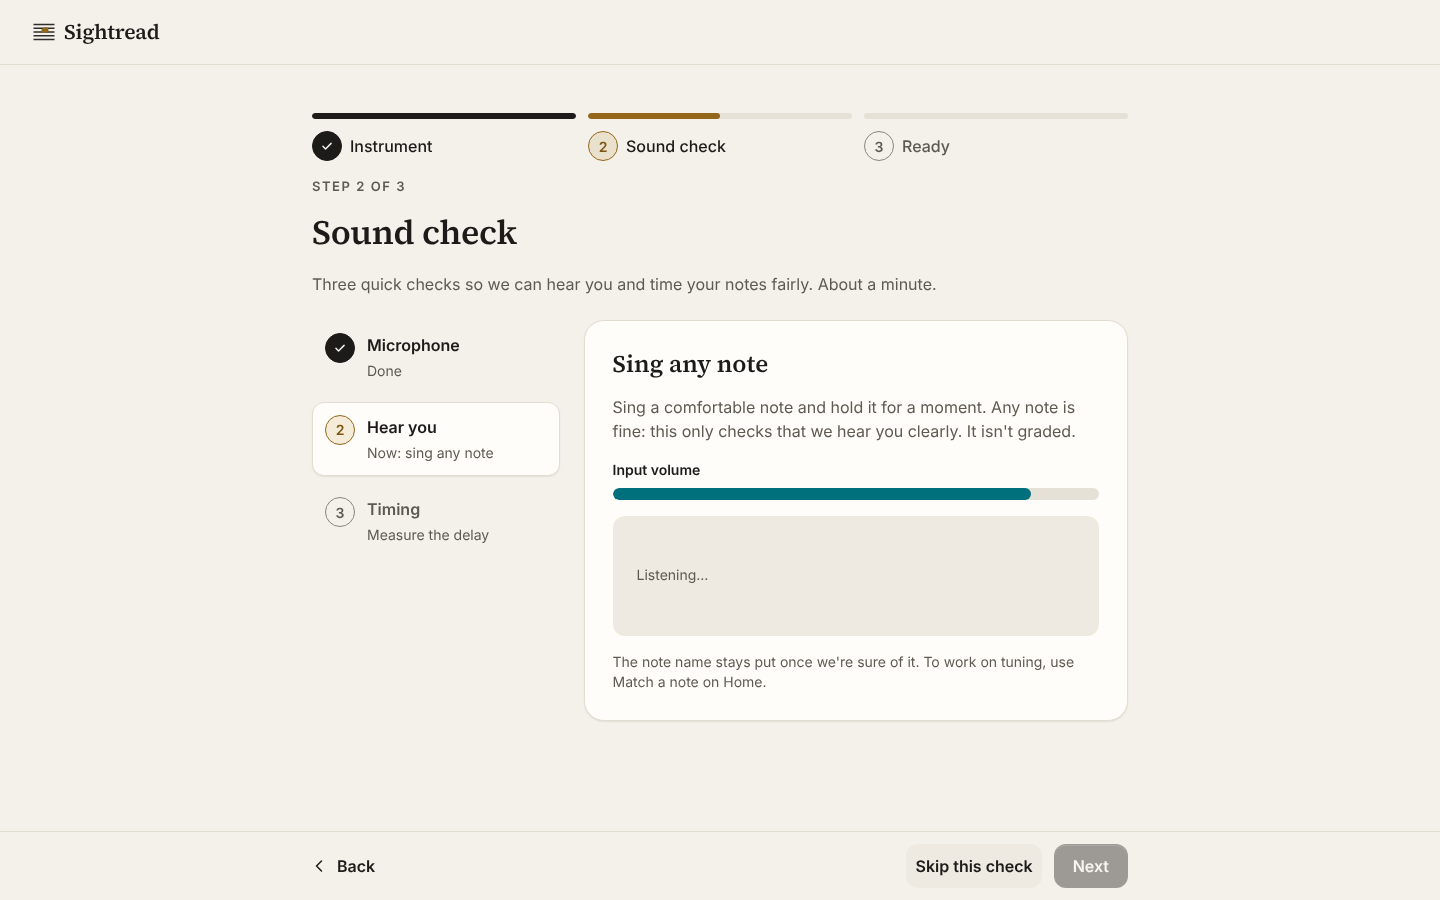 Sightread
Instrument
2 Sound check
3 Ready
STEP 2 OF 3
Sound check
Three quick checks so we can hear you and time your notes fairly. About a minute.
Microphone
Done
2 Hear you
Now: sing any note
3 Timing
Measure the delay
Sing any note
Sing a comfortable note and hold it for a moment. Any note is
fine: this only checks that we hear you clearly. It isn't graded.
Input volume
Listening...
The note name stays put once we're sure of it. To work on tuning, use
Match a note on Home.
Back
Skip this check
Next